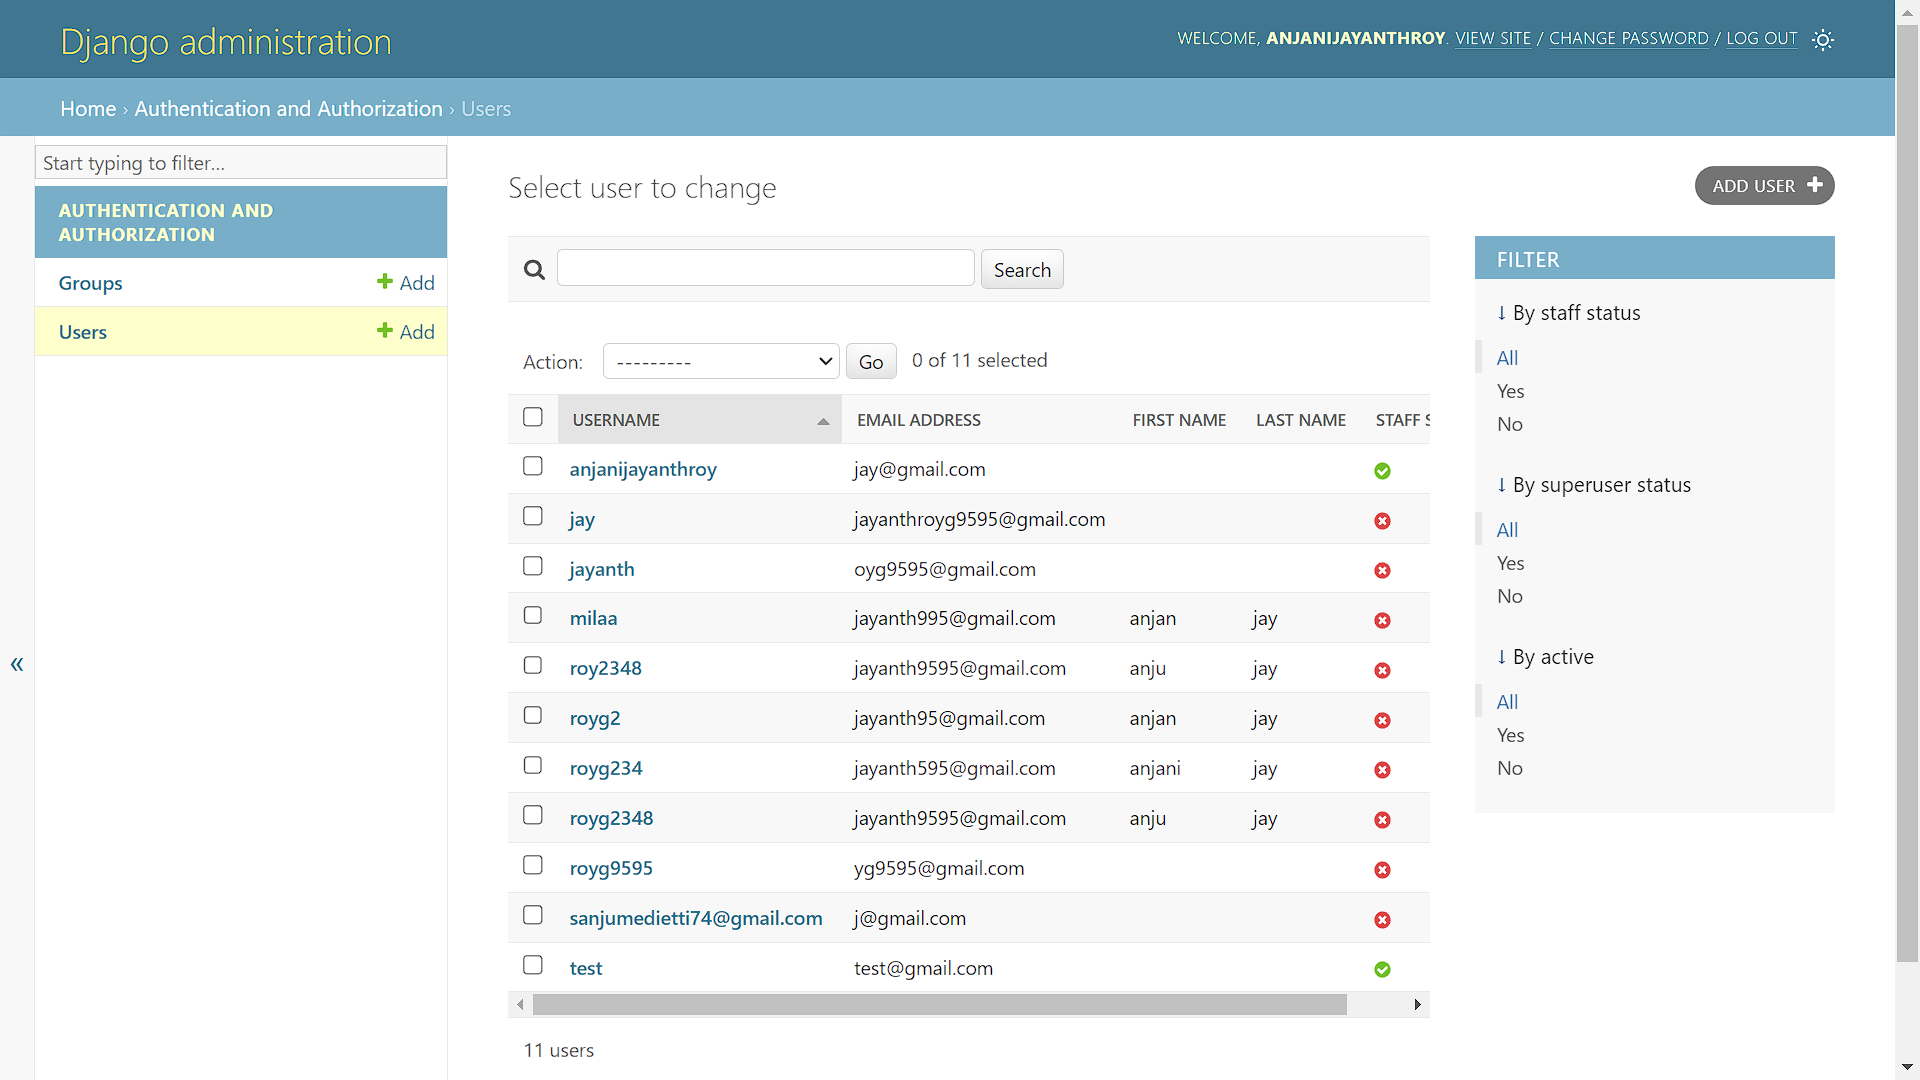 Django administration
WELCOME, ANJANIJAYANTHROY. VIEW SITE / CHANGE PASSWORD / LOG OUT
Home › Authentication and Authorization › Users
Start typing to filter...
AUTHENTICATION AND
AUTHORIZATION
Groups + Add
Users + Add
«
Select user to change
ADD USER +
Search
Action: --------- Go 0 of 11 selected
USERNAME EMAIL ADDRESS FIRST NAME LAST NAME STAFF S
anjanijayanthroy jay@gmail.com
jay jayanthroyg9595@gmail.com
jayanth oyg9595@gmail.com
milaa jayanth995@gmail.com anjan jay
roy2348 jayanth9595@gmail.com anju jay
royg2 jayanth95@gmail.com anjan jay
royg234 jayanth595@gmail.com anjani jay
royg2348 jayanth9595@gmail.com anju jay
royg9595 yg9595@gmail.com
sanjumedietti74@gmail.com j@gmail.com
test test@gmail.com
11 users
FILTER
↓ By staff status
All
Yes
No
↓ By superuser status
All
Yes
No
↓ By active
All
Yes
No